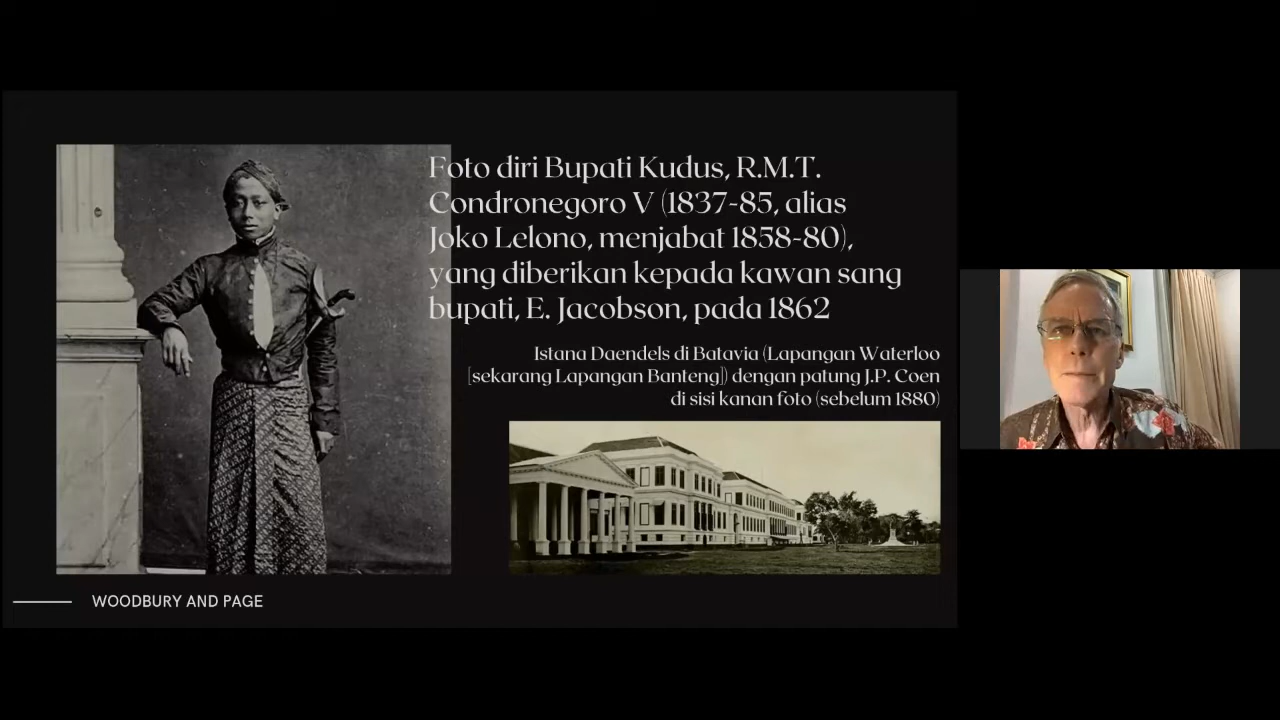 Foto diri Bupati Kudus, R.M.T.
Condronegoro V (1837-85, alias
Joko Lelono, menjabat 1858-80),
yang diberikan kepada kawan sang
bupati, E. Jacobson, pada 1862
Istana Daendels di Batavia (Lapangan Waterloo
[sekarang Lapangan Banteng]) dengan patung J.P. Coen
di sisi kanan foto (sebelum 1880)
WOODBURY AND PAGE